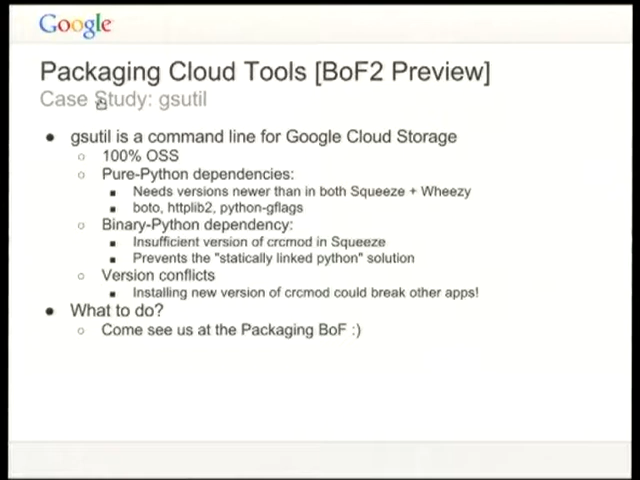 Google
Packaging Cloud Tools [BoF2 Preview]
Case Study: gsutil
● gsutil is a command line for Google Cloud Storage
○ 100% OSS
○ Pure-Python dependencies:
■ Needs versions newer than in both Squeeze + Wheezy
■ boto, httplib2, python-gflags
○ Binary-Python dependency:
■ Insufficient version of crcmod in Squeeze
■ Prevents the "statically linked python" solution
○ Version conflicts
■ Installing new version of crcmod could break other apps!
● What to do?
○ Come see us at the Packaging BoF :)